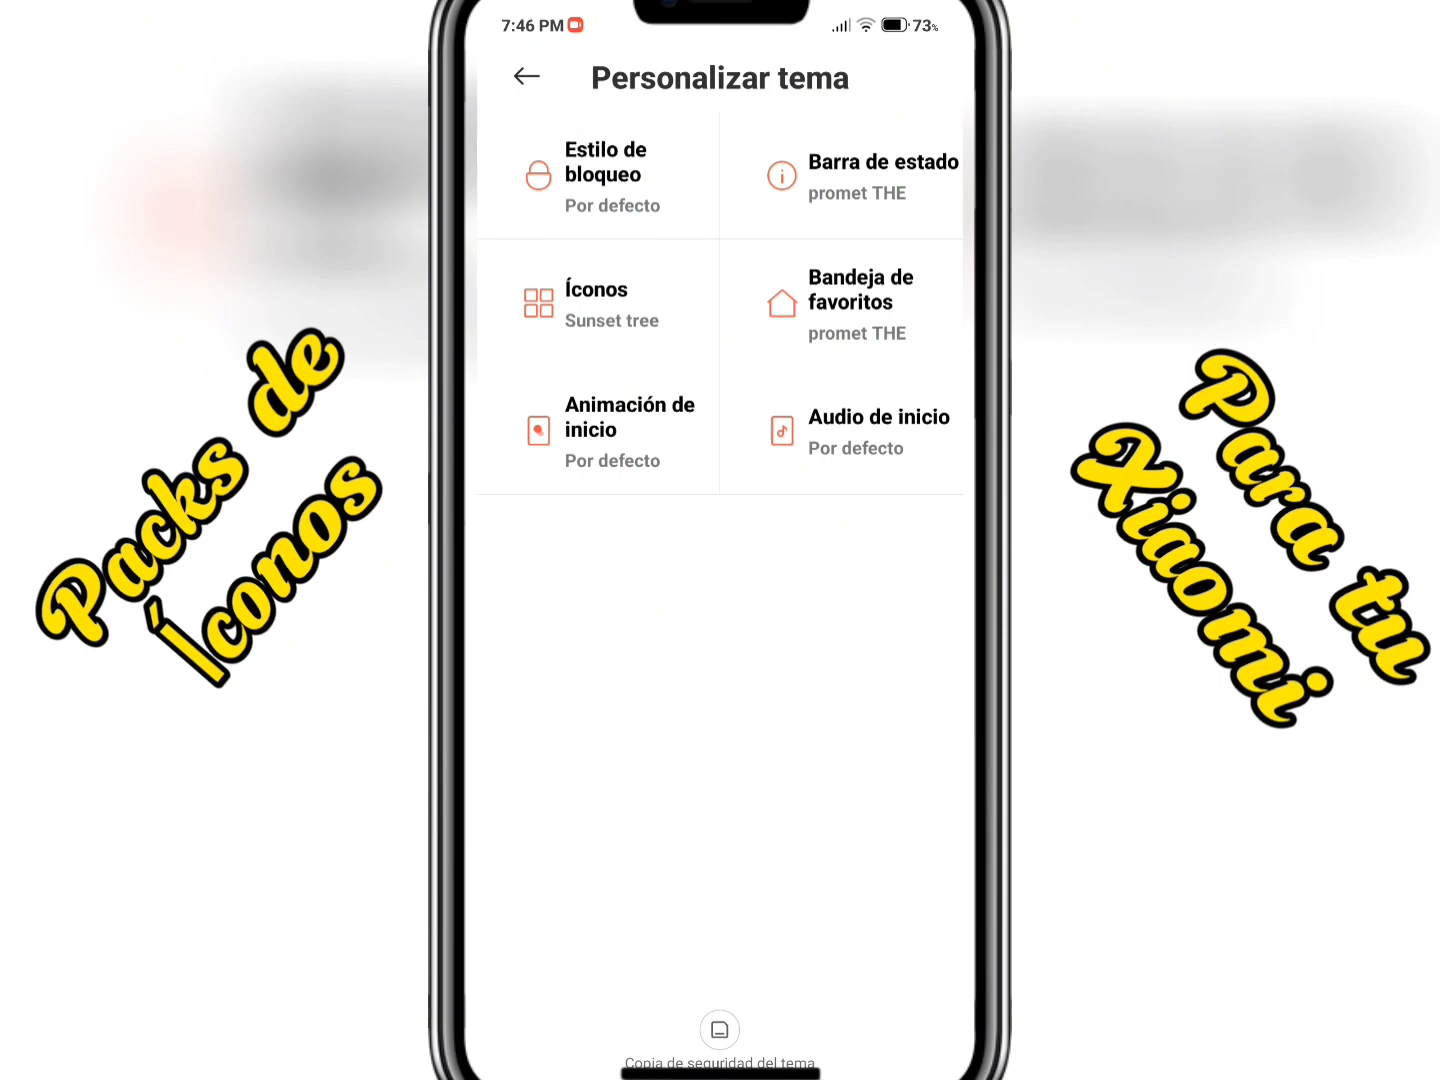 7:46 PM
73%
Personalizar tema
Estilo de
bloqueo
Por defecto
Barra de estado
promet THE
Íconos
Sunset tree
Bandeja de
favoritos
promet THE
Animación de
inicio
Por defecto
Audio de inicio
Por defecto
Copia de seguridad del tema
Packs de
Íconos
Para tu
Xiaomi